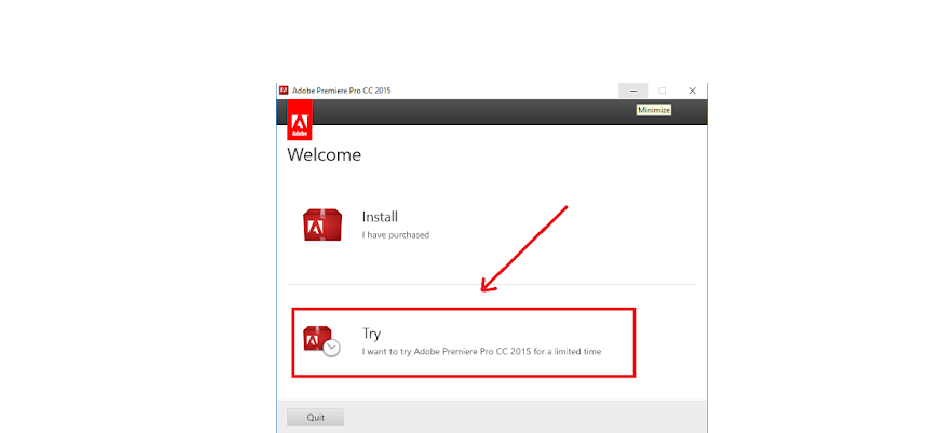 Adobe Premiere Pro CC 2015
Minimize
Adobe
Welcome
Install
I have purchased
Try
I want to try Adobe Premiere Pro CC 2015 for a limited time
Quit